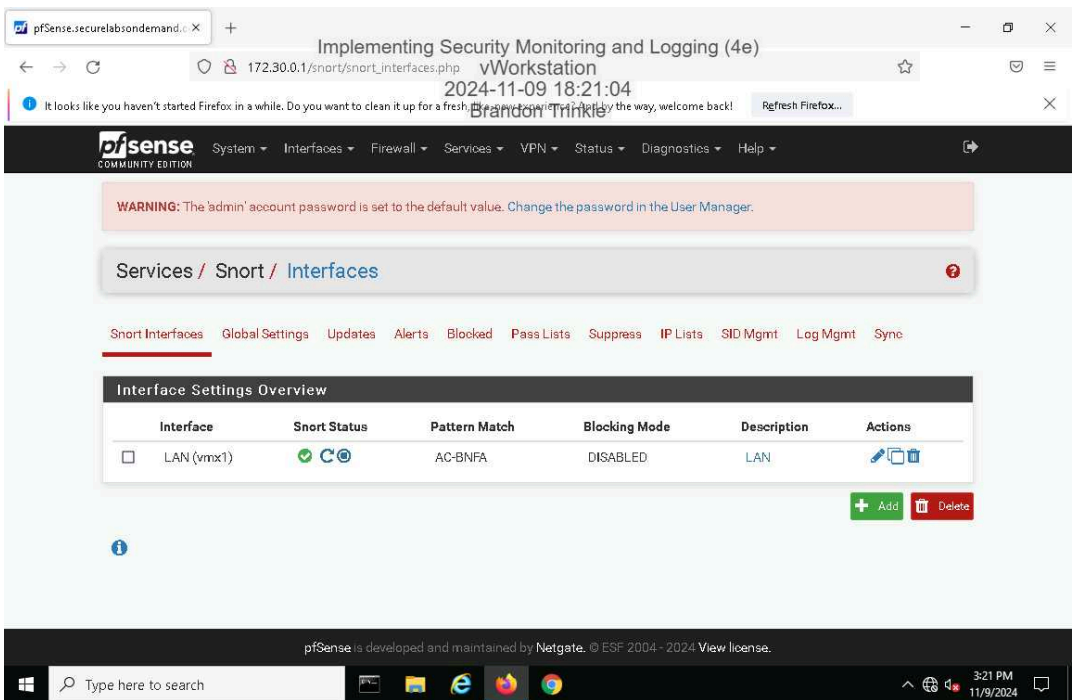 pfSense.securelabsondemand.c
Implementing Security Monitoring and Logging (4e)
172.30.0.1/snort/snort_interfaces.php
vWorkstation
2024-11-09 18:21:04
It looks like you haven't started Firefox in a while. Do you want to clean it up for a fresh, like-new experience? And by the way, welcome back! Refresh Firefox...
Brandon Trinkle
pfsense System Interfaces Firewall Services VPN Status Diagnostics Help
COMMUNITY EDITION
WARNING: The 'admin' account password is set to the default value. Change the password in the User Manager.
Services / Snort / Interfaces
Snort Interfaces Global Settings Updates Alerts Blocked Pass Lists Suppress IP Lists SID Mgmt Log Mgmt Sync
Interface Settings Overview
Interface Snort Status Pattern Match Blocking Mode Description Actions
LAN (vmx1) AC-BNFA DISABLED LAN
Add Delete
pfSense is developed and maintained by Netgate. © ESF 2004 - 2024 View license.
Type here to search
3:21 PM
11/9/2024